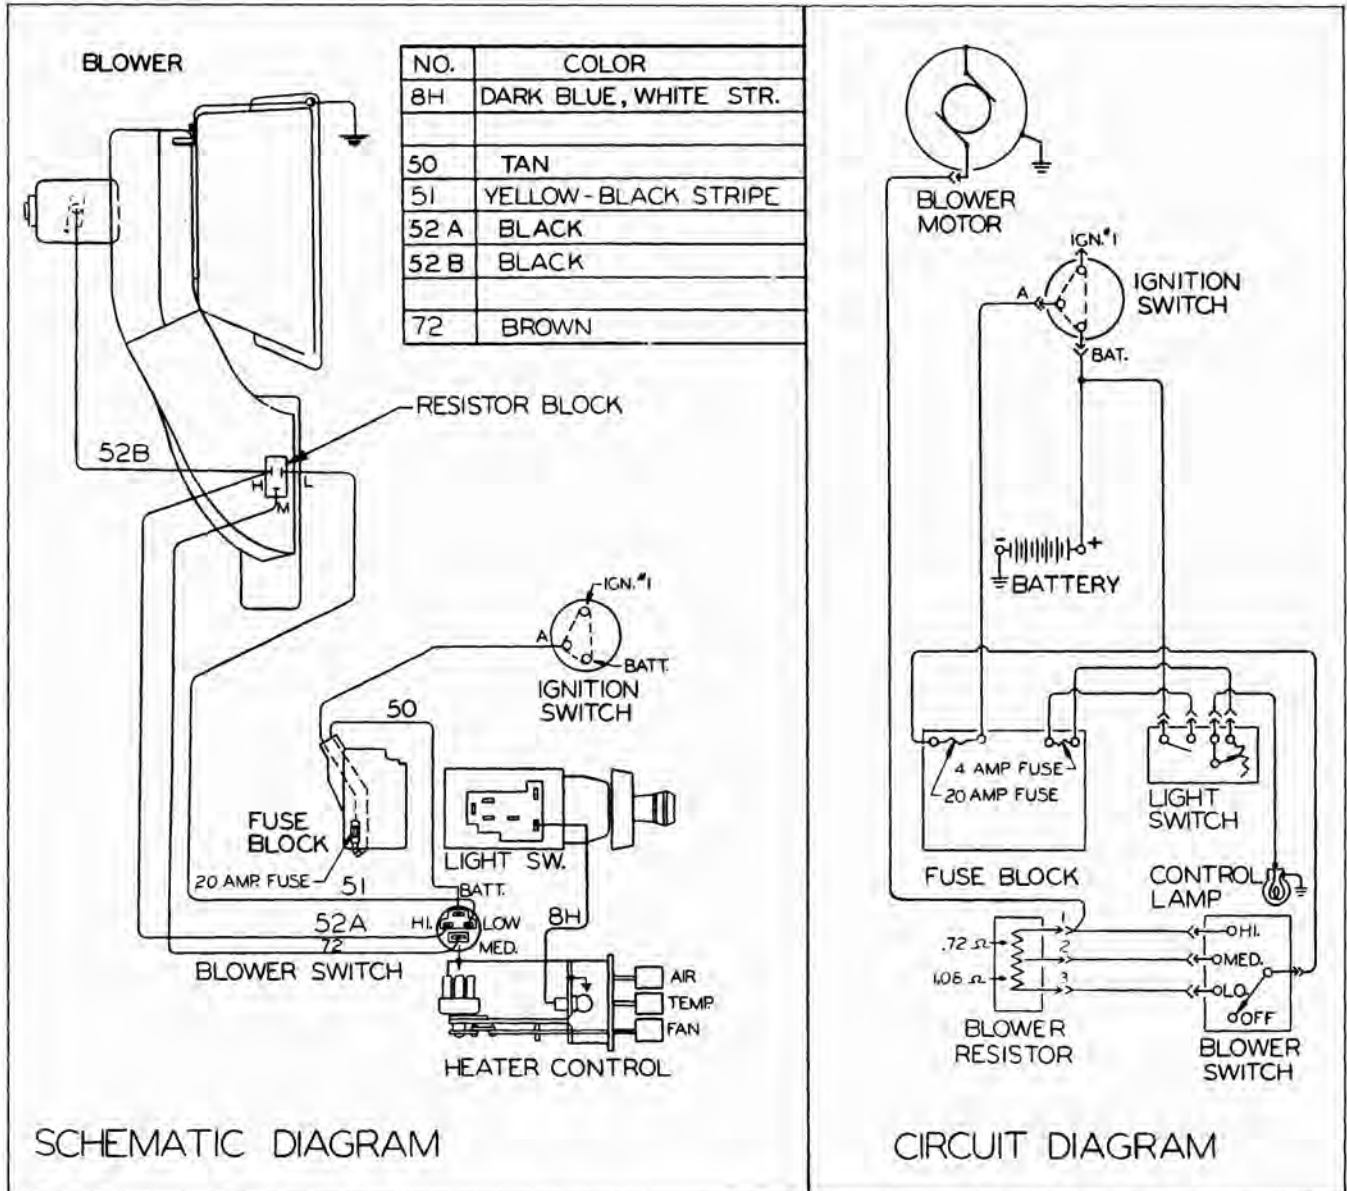 BLOWER
NO. COLOR
8H DARK BLUE, WHITE STR.
50 TAN
51 YELLOW-BLACK STRIPE
52A BLACK
52B BLACK
72 BROWN
RESISTOR BLOCK
52B
H L
M
IGN. #1
A
BATT.
IGNITION
SWITCH
50
FUSE
BLOCK
20 AMP. FUSE
LIGHT SW.
51
BATT.
52A
HI. LOW
8H
72
MED.
BLOWER SWITCH
AIR
TEMP.
FAN
HEATER CONTROL
SCHEMATIC DIAGRAM
BLOWER
MOTOR
IGN. #1
A
IGNITION
SWITCH
BAT.
- +
BATTERY
4 AMP FUSE
20 AMP FUSE
LIGHT
SWITCH
FUSE BLOCK
CONTROL
LAMP
1
HI.
.72 Ω
2
MED.
1.08 Ω
3
LO.
OFF
BLOWER
RESISTOR
BLOWER
SWITCH
CIRCUIT DIAGRAM